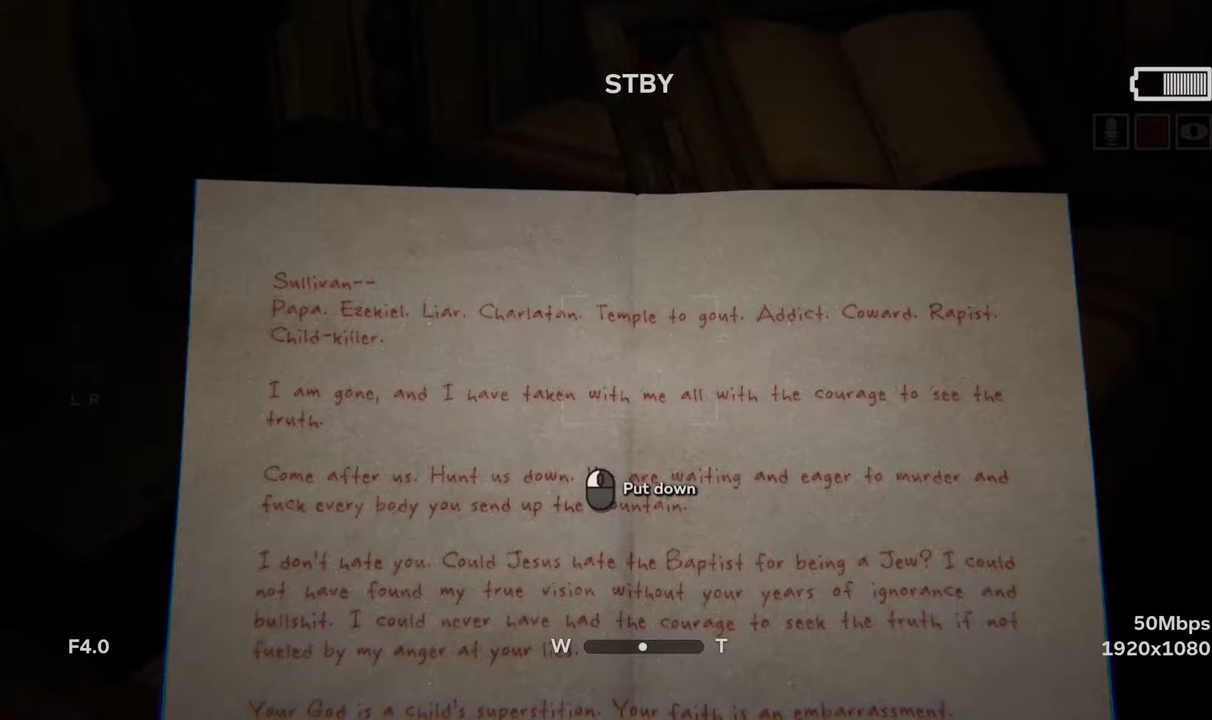 STBY
Sullivan--
Papa. Ezekiel. Liar. Charlatan. Temple to gout. Addict. Coward. Rapist.
Child-killer.
I am gone, and I have taken with me all with the courage to see the
truth.
Come after us. Hunt us down. are waiting and eager to murder and
Put down
fuck every body you send up the
I don't hate you. Could Jesus hate the Baptist for being a Jew? I could
not have found my true vision without your years of ignorance and
bullshit. I could never have had the courage to seek the truth if not
fueled by my anger at your
Your God is a child's superstition. Your faith is an embarrassment.
L R
F4.0
W T
50Mbps
1920x1080